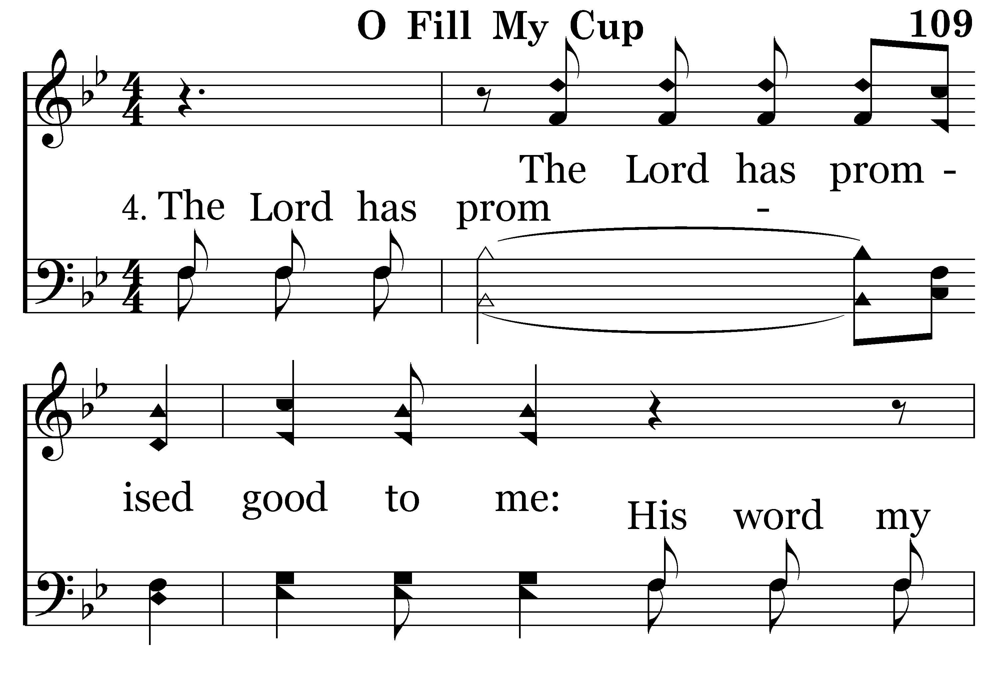 O Fill My Cup 109
The Lord has prom -
4. The Lord has prom -
ised good to me:
His word my